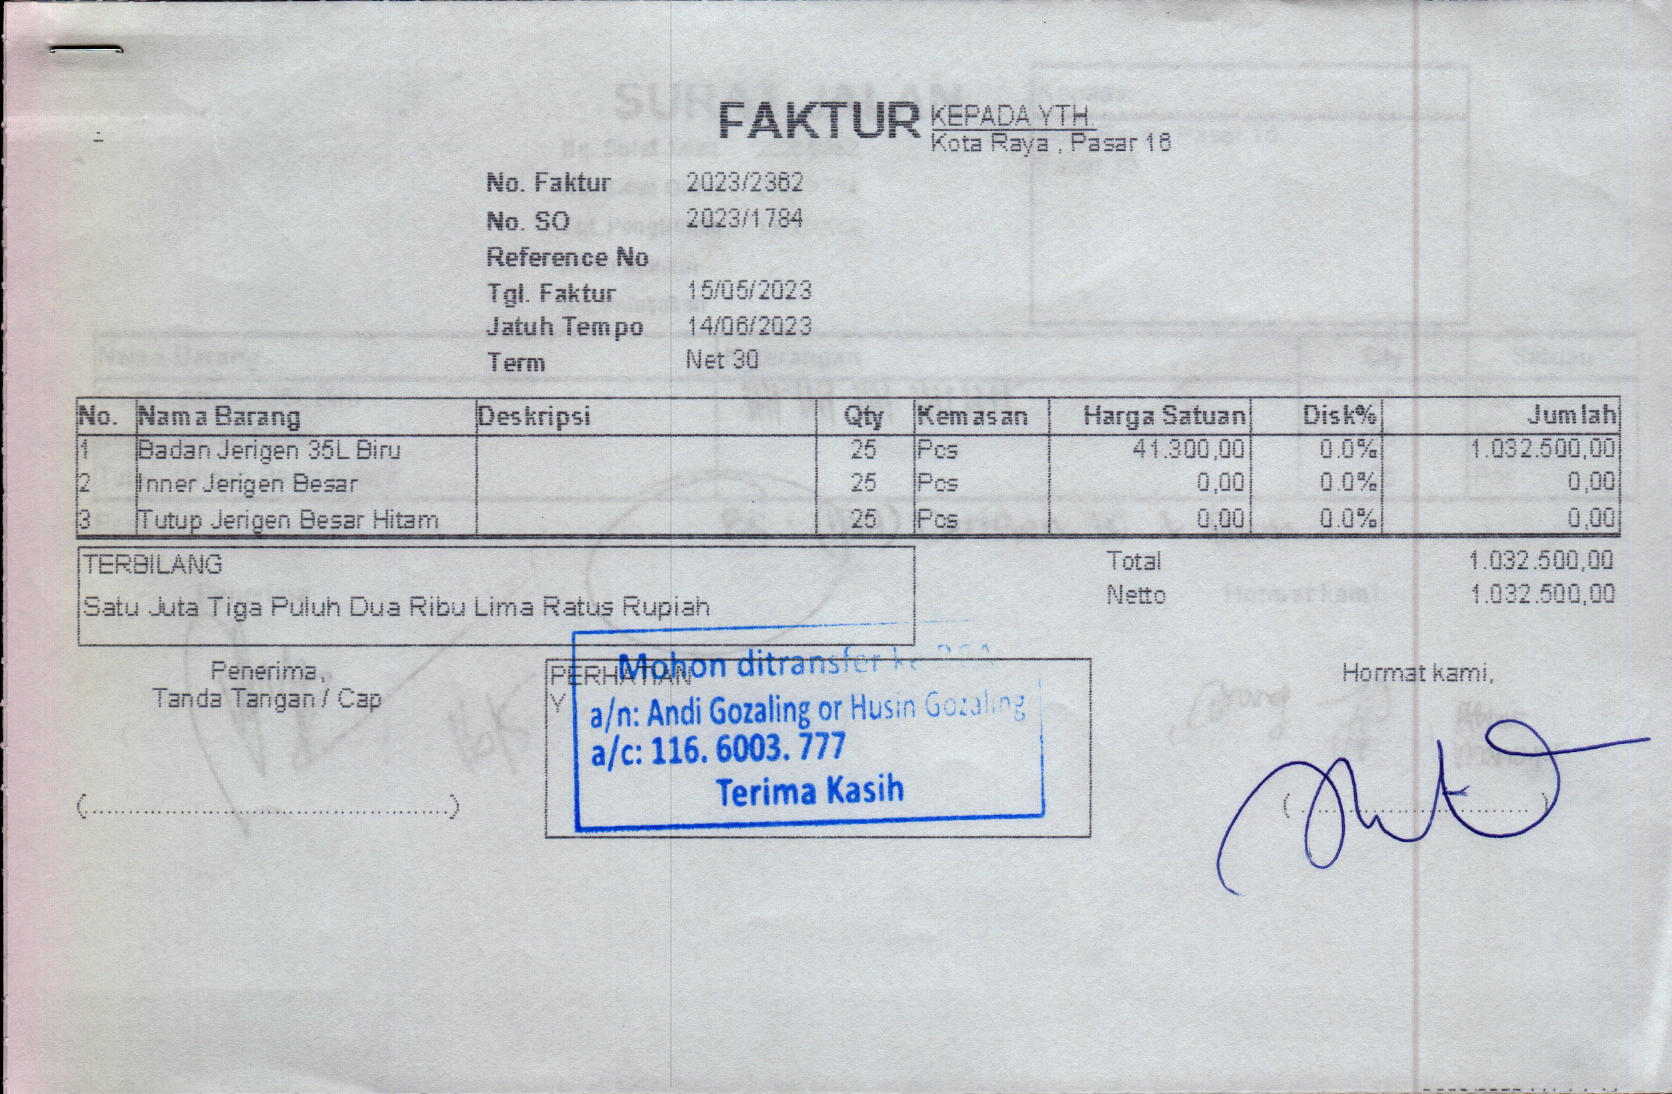 FAKTUR
KEPADA YTH.
Kota Raya , Pasar 16
No. Faktur 2023/2362
No. SO 2023/1784
Reference No
Tgl. Faktur 15/05/2023
Jatuh Tempo 14/06/2023
Term Net 30
No. Nama Barang Deskripsi Qty Kemasan Harga Satuan Disk% Jumlah
1 Badan Jerigen 35L Biru 25 Pcs 41.300,00 0.0% 1.032.500,00
2 Inner Jerigen Besar 25 Pcs 0,00 0.0% 0,00
3 Tutup Jerigen Besar Hitam 25 Pcs 0,00 0.0% 0,00
TERBILANG
Satu Juta Tiga Puluh Dua Ribu Lima Ratus Rupiah
Total 1.032.500,00
Netto 1.032.500,00
Penerima,
Tanda Tangan / Cap
(..........................................)
PERHATIAN
Y
Mohon ditransfer ke BCA
a/n: Andi Gozaling or Husin Gozaling
a/c: 116. 6003. 777
Terima Kasih
Hormat kami,
(..............................)